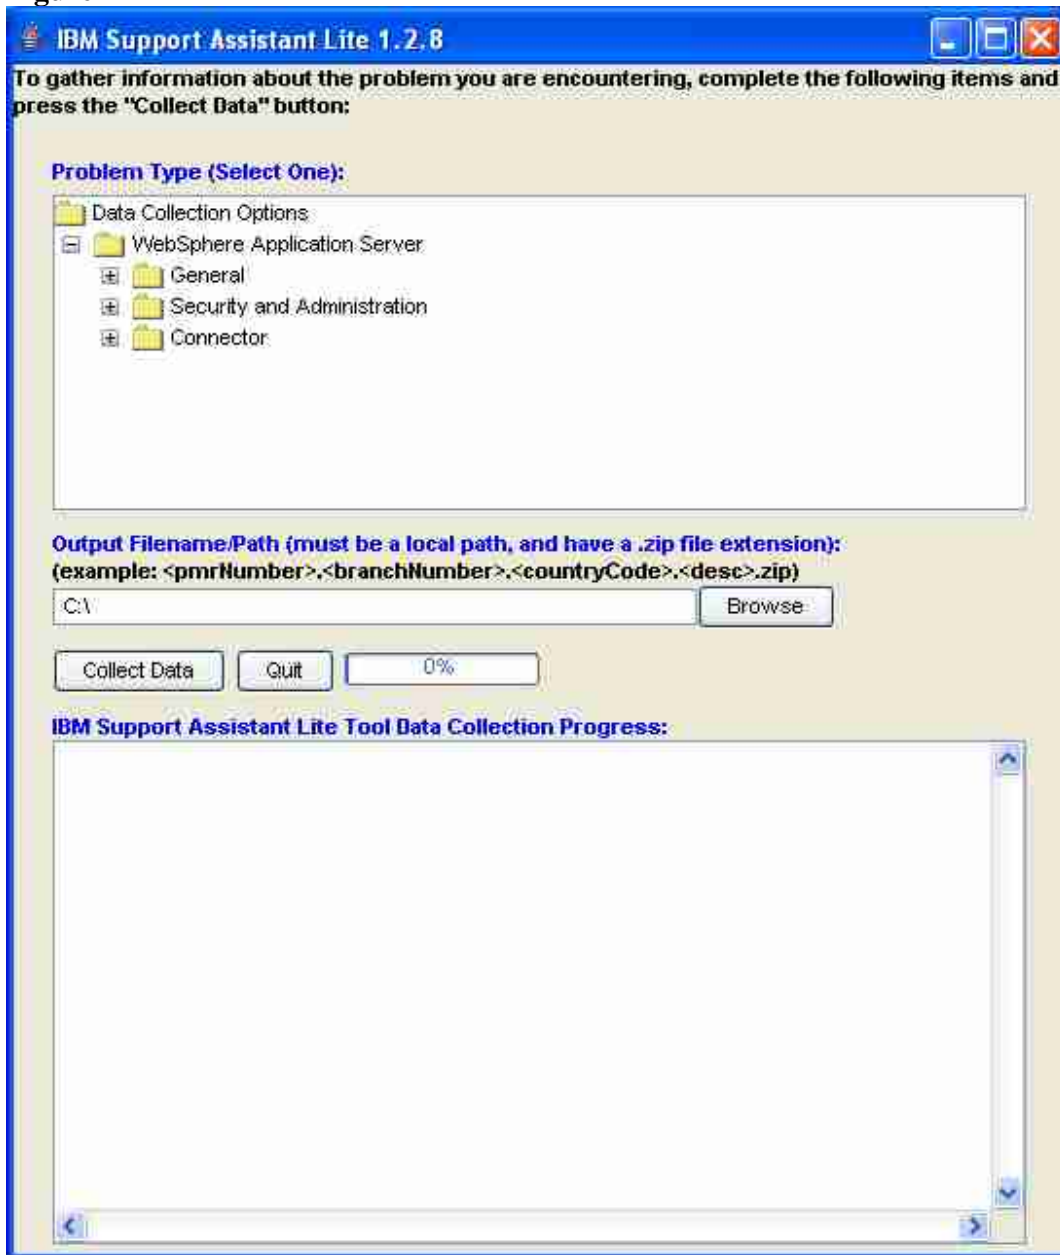 IBM Support Assistant Lite 1.2.8
To gather information about the problem you are encountering, complete the following items and
press the "Collect Data" button:
Problem Type (Select One):
Data Collection Options
WebSphere Application Server
General
Security and Administration
Connector
Output Filename/Path (must be a local path, and have a .zip file extension):
(example: <pmrNumber>.<branchNumber>.<countryCode>.<desc>.zip)
C:\
Browse
Collect Data
Quit
0%
IBM Support Assistant Lite Tool Data Collection Progress: